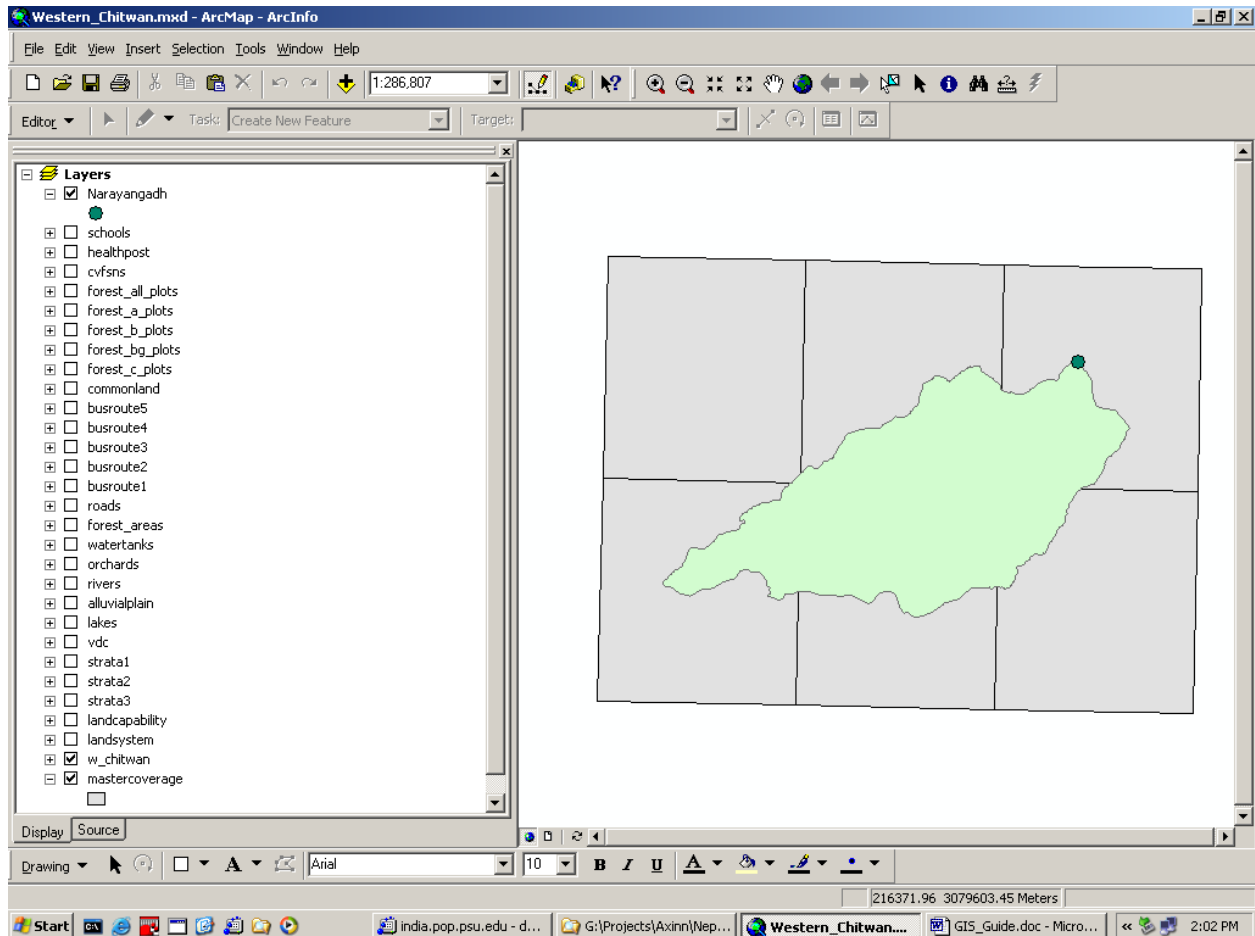 Western_Chitwan.mxd - ArcMap - ArcInfo
File Edit View Insert Selection Tools Window Help
1:286,807
Editor Task: Create New Feature Target:
Layers
Narayangadh
schools
healthpost
cvfsns
forest_all_plots
forest_a_plots
forest_b_plots
forest_bg_plots
forest_c_plots
commonland
busroute5
busroute4
busroute3
busroute2
busroute1
roads
forest_areas
watertanks
orchards
rivers
alluvialplain
lakes
vdc
strata1
strata2
strata3
landcapability
landsystem
w_chitwan
mastercoverage
Display Source
Drawing A Arial 10 B I U A
216371.96 3079603.45 Meters
Start india.pop.psu.edu - d... G:\Projects\Axinn\Nep... Western_Chitwan.... GIS_Guide.doc - Micro... « 2:02 PM